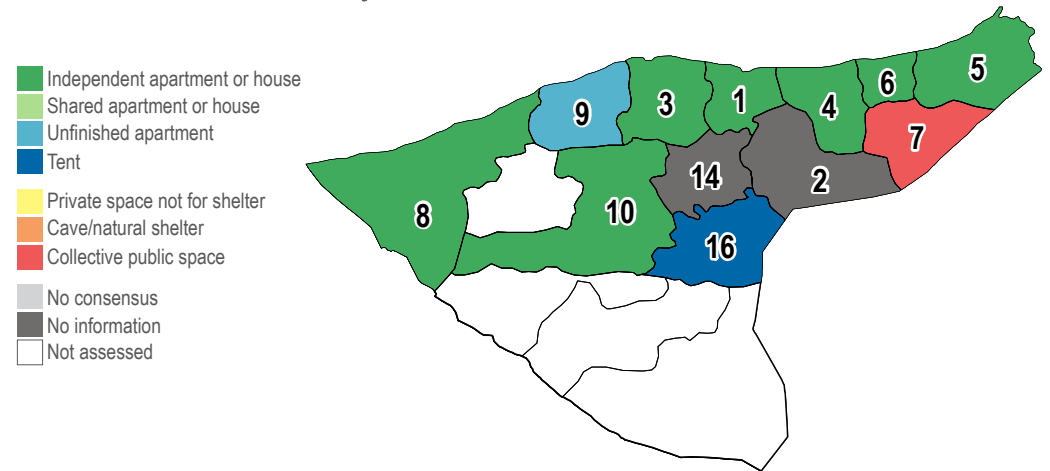 Independent apartment or house
Shared apartment or house
Unfinished apartment
Tent
Private space not for shelter
Cave/natural shelter
Collective public space
No consensus
No information
Not assessed
5
6
1
3
4
9
7
14
2
10
8
16